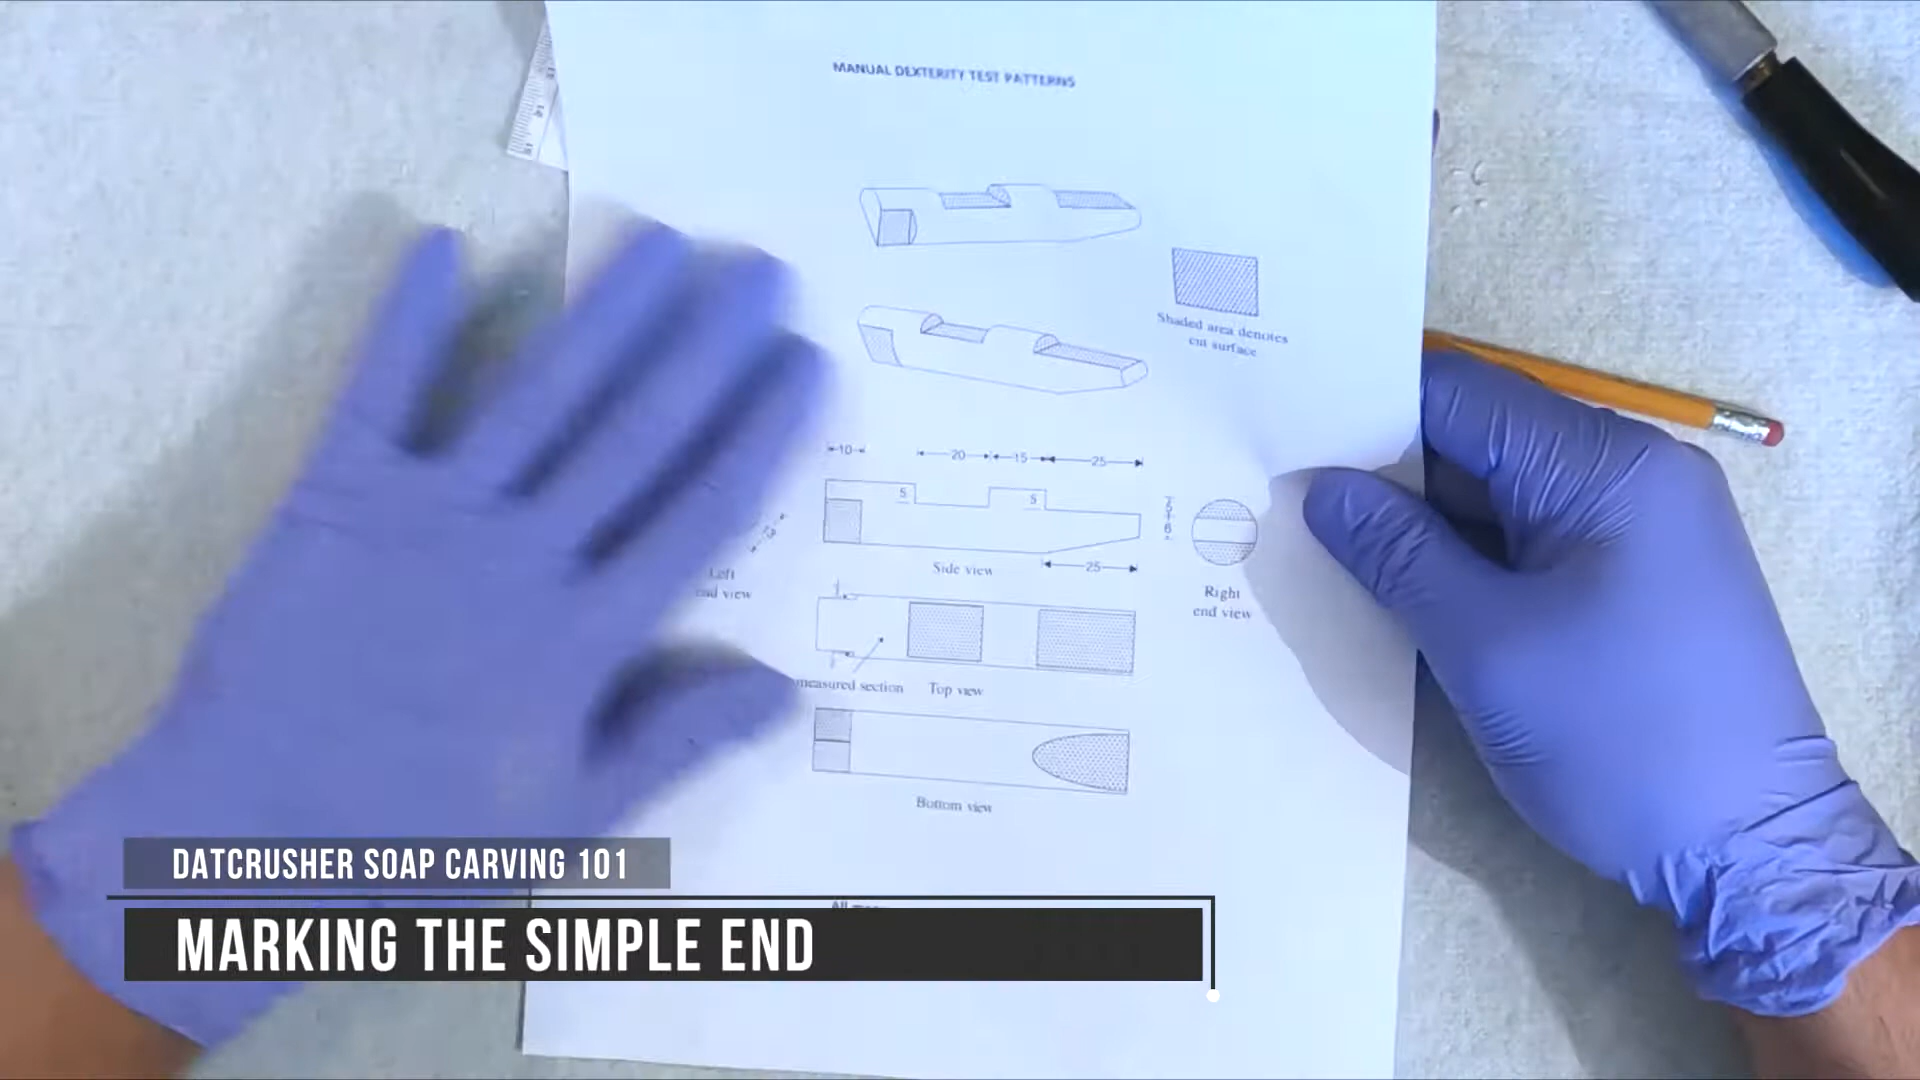 MANUAL DEXTERITY TEST PATTERNS
Shaded area denotes
cut surface
10
20
15
25
5
5
6
Side view
25
Left
end view
Right
end view
measured section
Top view
Bottom view
DATCRUSHER SOAP CARVING 101
MARKING THE SIMPLE END